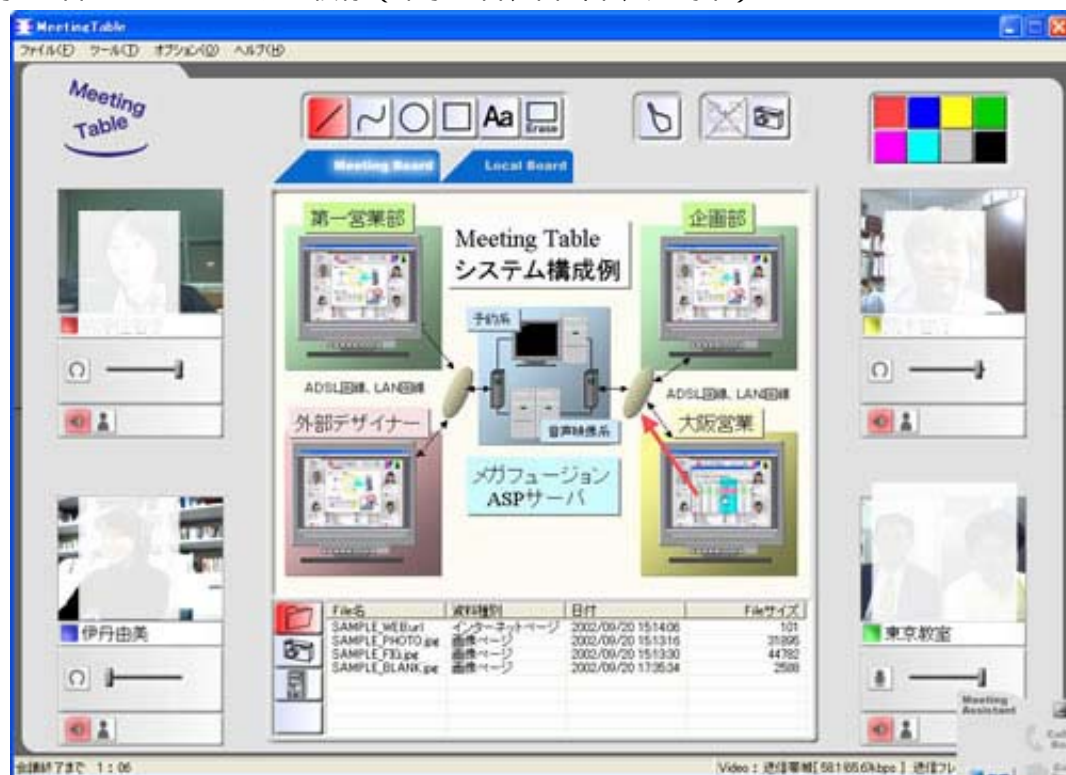 MeetingTable
ファイル(F) ツール(T) オプション(O) ヘルプ(H)
Meeting
Table
Aa
Erase
Meeting Board
Local Board
第一営業部
企画部
Meeting Table
システム構成例
予約系
ADSL回線、LAN回線
ADSL回線、LAN回線
外部デザイナー
音声映像系
大阪営業
メガフュージョン
ASPサーバ
File名 資料種別 日付 Fileサイズ
SAMPLE_WEB.url インターネットページ 2002/09/20 15:14:06 101
SAMPLE_PHOTO.jpg 画像ページ 2002/09/20 15:13:16 31895
SAMPLE_FIG.jpg 画像ページ 2002/09/20 15:13:30 44782
SAMPLE_BLANK.jpg 画像ページ 2002/09/20 17:35:34 2588
伊丹由美
東京教室
Meeting
Assistant
会議終了まで 1:06
Video : 送信帯域